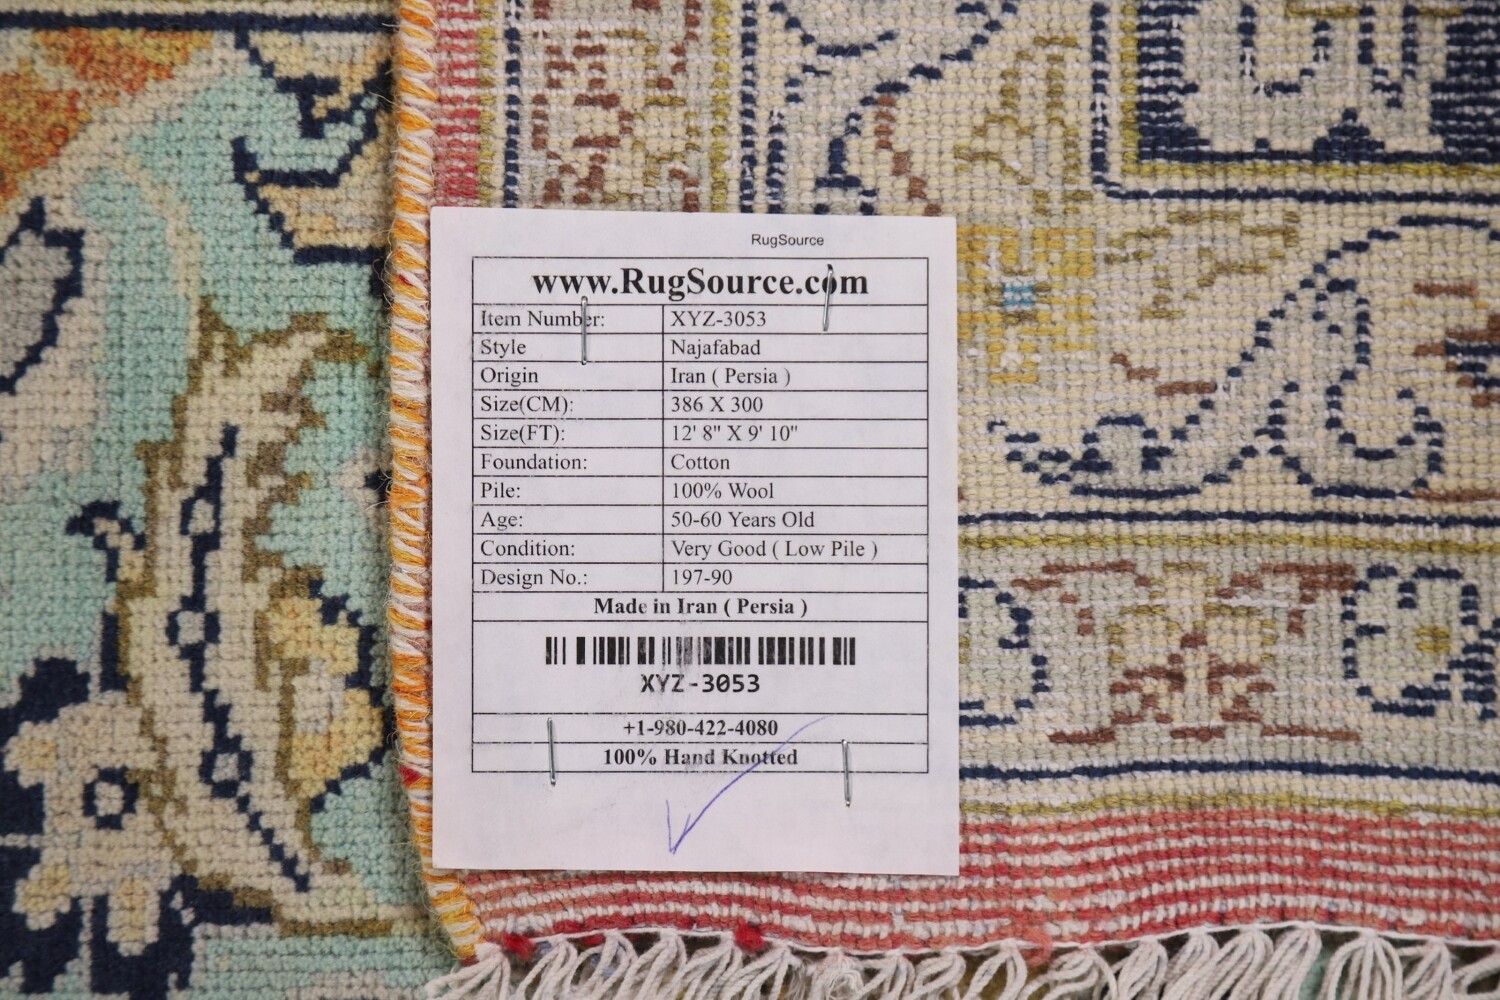 RugSource
www.RugSource.com
Item Number: XYZ-3053
Style Najafabad
Origin Iran ( Persia )
Size(CM): 386 X 300
Size(FT): 12' 8" X 9' 10"
Foundation: Cotton
Pile: 100% Wool
Age: 50-60 Years Old
Condition: Very Good ( Low Pile )
Design No.: 197-90
Made in Iran ( Persia )
XYZ-3053
+1-980-422-4080
100% Hand Knotted